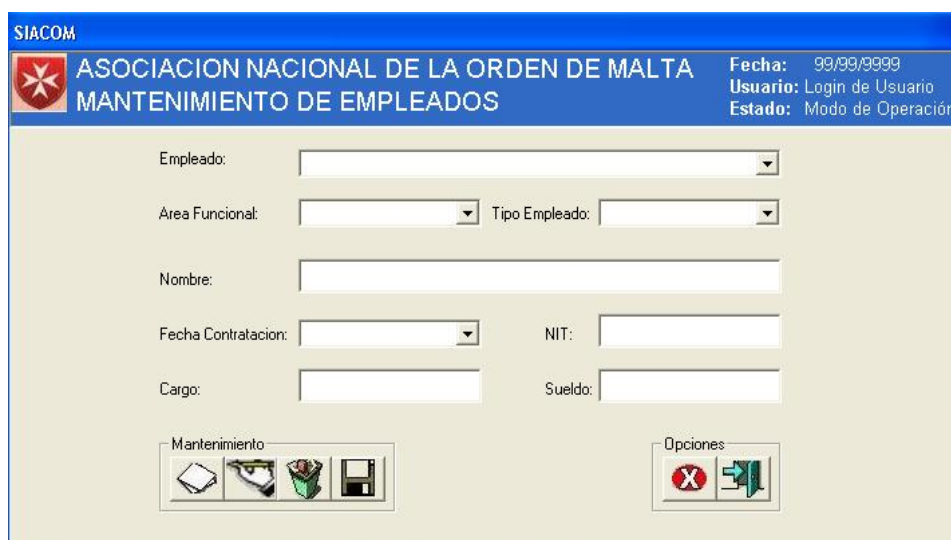 SIACOM
ASOCIACION NACIONAL DE LA ORDEN DE MALTA
MANTENIMIENTO DE EMPLEADOS
Fecha: 99/99/9999
Usuario: Login de Usuario
Estado: Modo de Operación
Empleado:
Area Funcional:
Tipo Empleado:
Nombre:
Fecha Contratacion:
NIT:
Cargo:
Sueldo:
Mantenimiento
Opciones
X